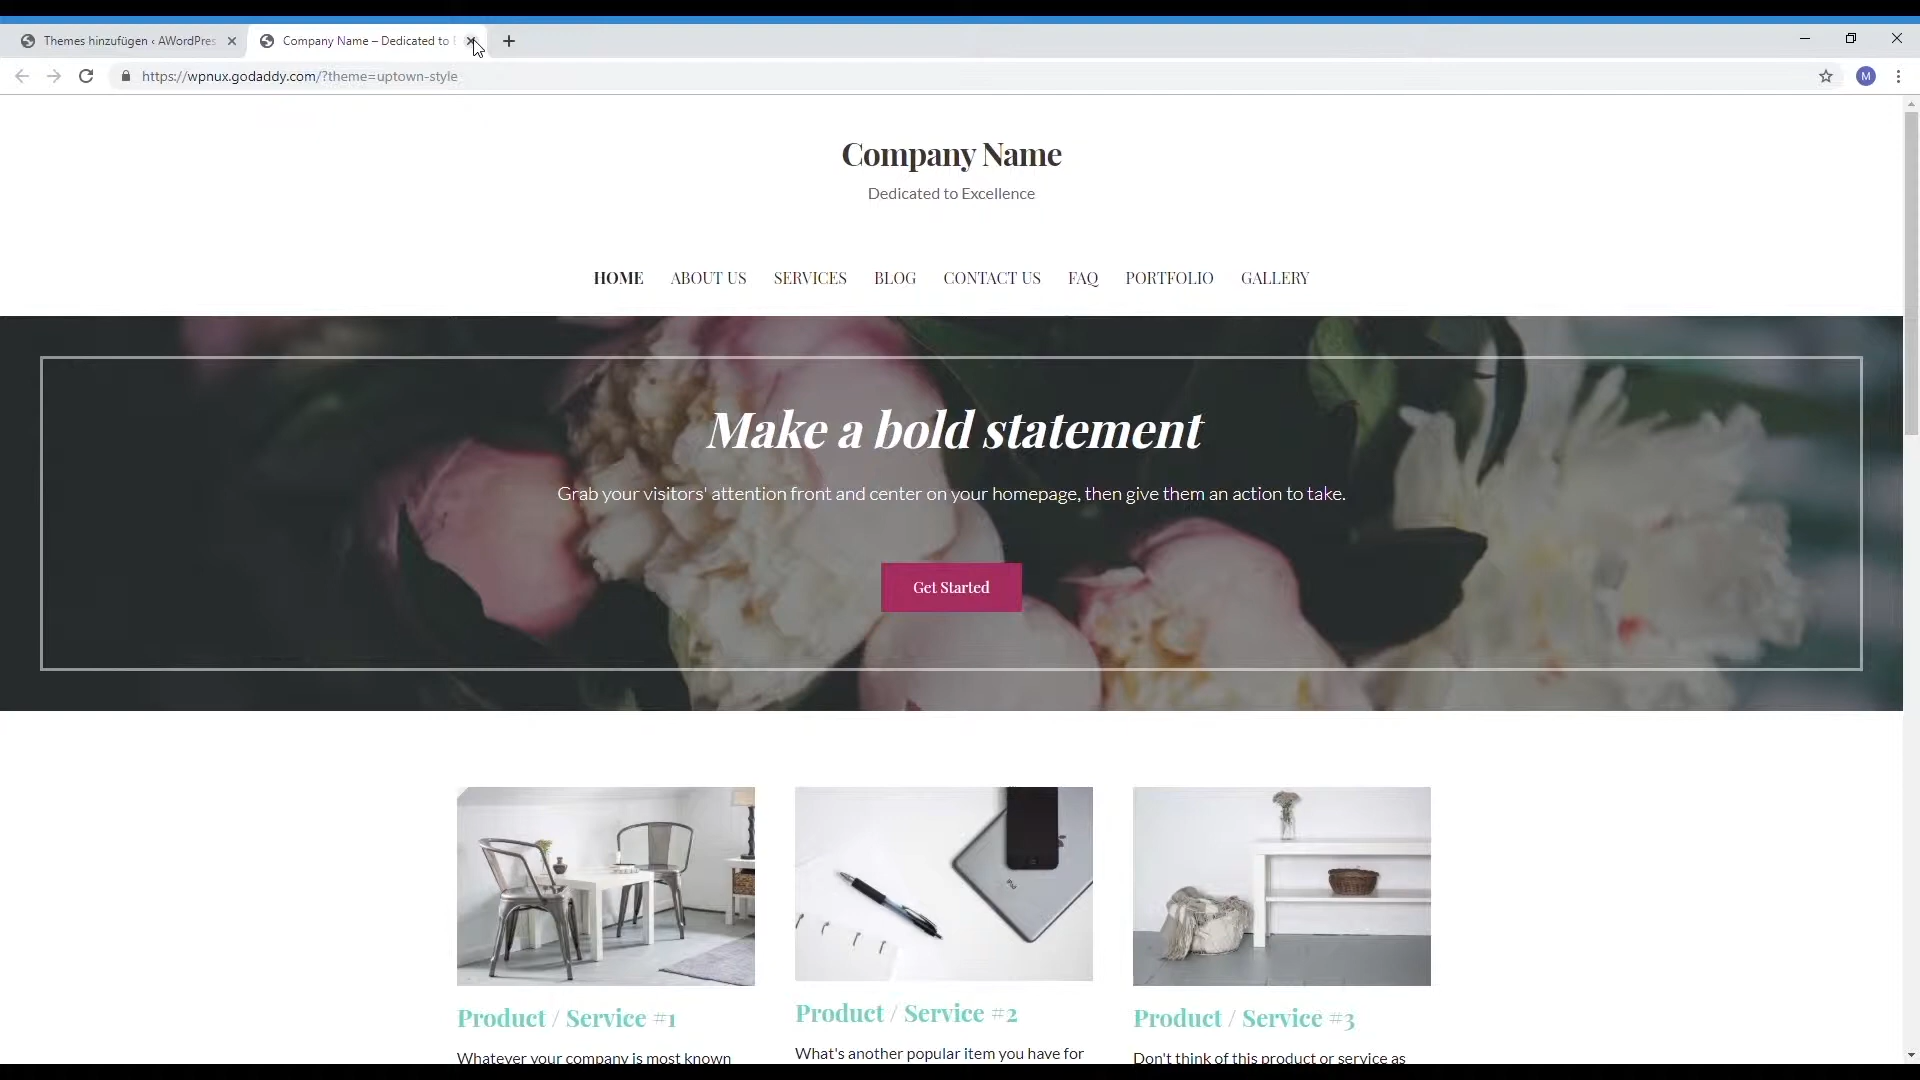 Themes hinzufügen ‹ AWordPres
Company Name – Dedicated to
https://wpnux.godaddy.com/?theme=uptown-style
M
Company Name
Dedicated to Excellence
HOME ABOUT US SERVICES BLOG CONTACT US FAQ PORTFOLIO GALLERY
Make a bold statement
Grab your visitors' attention front and center on your homepage, then give them an action to take.
Get Started
Product / Service #1
Product / Service #2
Product / Service #3
Whatever your company is most known
What's another popular item you have for
Don't think of this product or service as